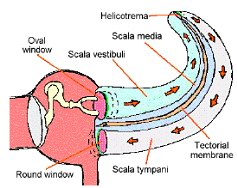 Helicotrema
Oval
window
Scala media
Scala vestibuli
Tectorial
membrane
Round window
Scala tympani